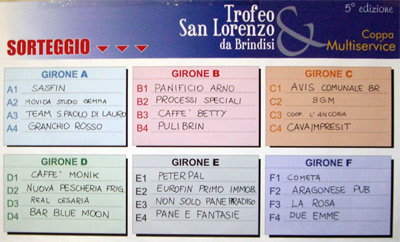 Trofeo
San Lorenzo
da Brindisi
&
5° edizione
Coppa
Multiservice
SORTEGGIO
GIRONE A
A1 SASFIN
A2 MOVIDA STUDIO GEMMA
A3 TEAM S.PAOLO DI LAURO
A4 GRANCHIO ROSSO
GIRONE B
B1 PANIFICIO ARNO
B2 PROCESSI SPECIALI
B3 CAFFE' BETTY
B4 PULIBRIN
GIRONE C
C1 AVIS COMUNALE BR
C2 BGM
C3 COOP. L'ANCORA
C4 CAVAIMPRESIT
GIRONE D
D1 CAFFE' MONIK
D2 NUOVA PESCHERIA FRIG.
D3 REAL CESARIA
D4 BAR BLUE MOON
GIRONE E
E1 PETER PAL
E2 EUROFIN PRIMO IMMOB.
E3 NON SOLO PANE PARADISO
E4 PANE E FANTASIE
GIRONE F
F1 COMETA
F2 ARAGONESE PUB
F3 LA ROSA
F4 DUE EMME